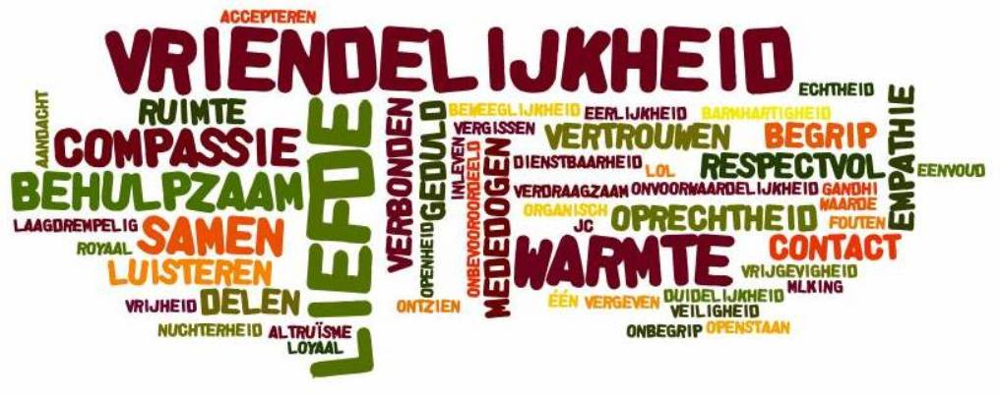 ACCEPTEREN
VRIENDELIJKHEID
ECHTHEID
AANDACHT
RUIMTE
LIEFDE
VERBONDEN
GEDULD
BEWEEGLIJKHEID
EERLIJKHEID
BARMHARTIGHEID
EMPATHIE
COMPASSIE
VERGISSEN
VERTROUWEN
BEGRIP
INLEVEN
ONBEVOOROORDEELD
MEDEDOGEN
DIENSTBAARHEID
LOL
RESPECTVOL
EENVOUD
BEHULPZAAM
VERDRAAGZAAM
ONVOORWAARDELIJKHEID
GANDHI
ORGANISCH
OPRECHTHEID
WAARDE
FOUTEN
LAAGDREMPELIG
SAMEN
OPENHEID
JC
WARMTE
CONTACT
ROYAAL
LUISTEREN
VRIJGEVIGHEID
MLKING
VRIJHEID
DELEN
ONTZIEN
ÉÉN
VERGEVEN
DUIDELIJKHEID
VEILIGHEID
NUCHTERHEID
ALTRUÏSME
LOYAAL
ONBEGRIP
OPENSTAAN